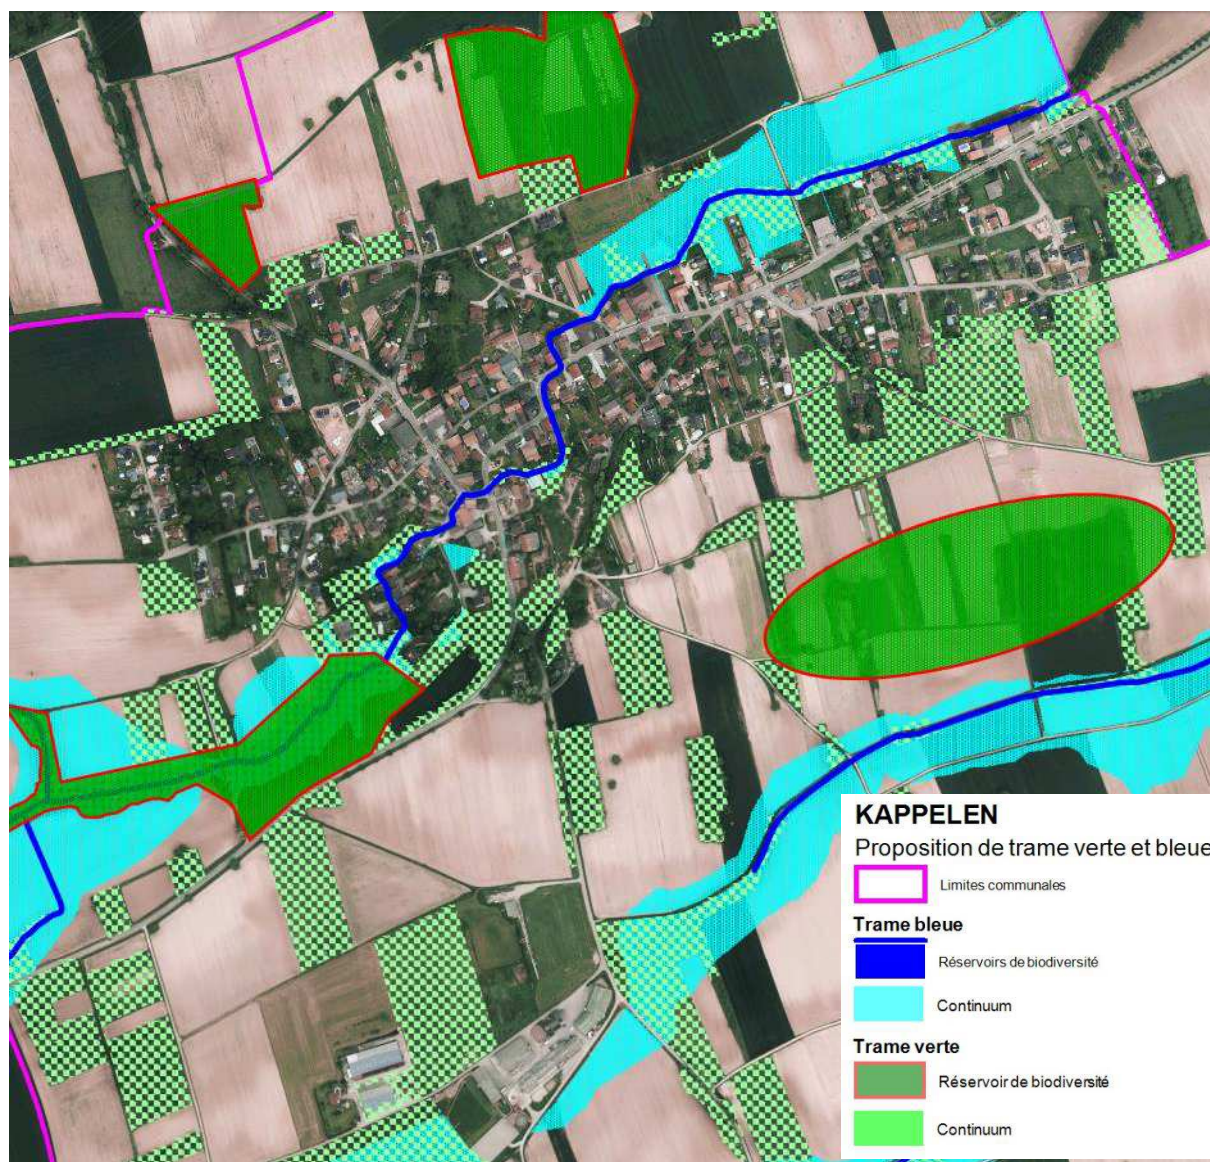 KAPPELEN
Proposition de trame verte et bleue
Limites communales
Trame bleue
Réservoirs de biodiversité
Continuum
Trame verte
Réservoir de biodiversité
Continuum